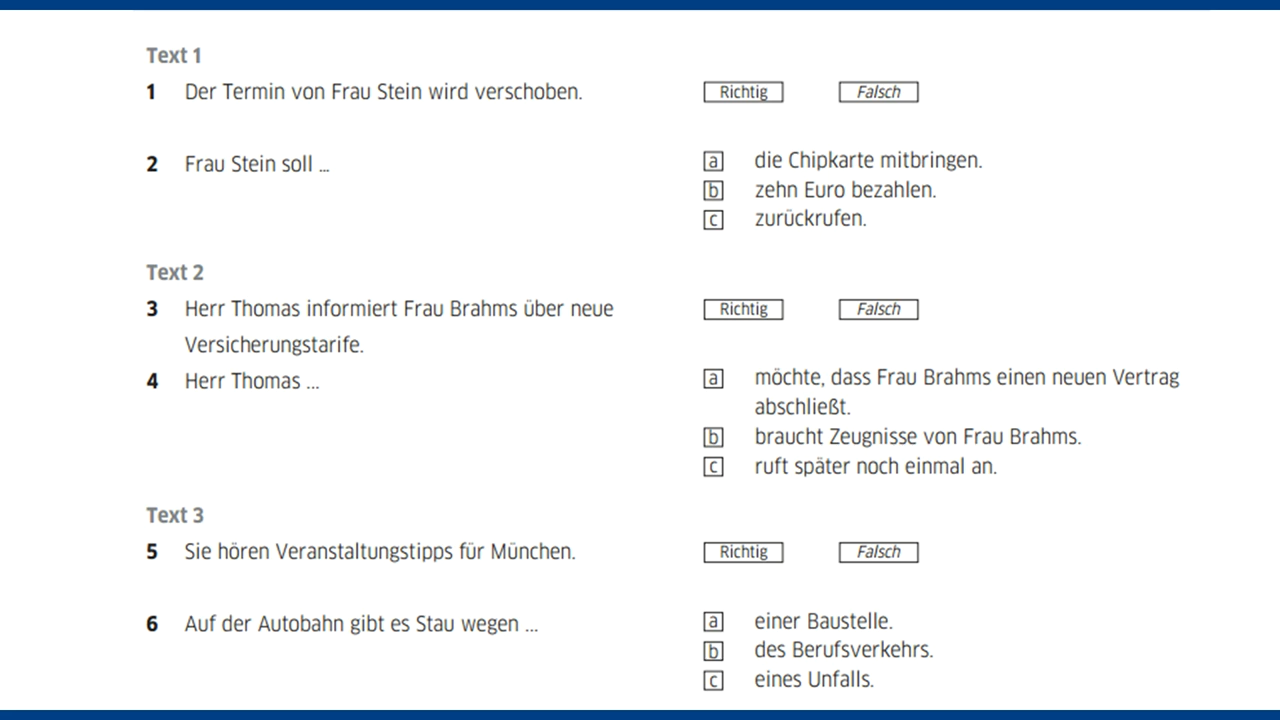 Text 1
1 Der Termin von Frau Stein wird verschoben. Richtig Falsch
2 Frau Stein soll ... a die Chipkarte mitbringen.
b zehn Euro bezahlen.
c zurückrufen.
Text 2
3 Herr Thomas informiert Frau Brahms über neue Richtig Falsch
Versicherungstarife.
4 Herr Thomas ... a möchte, dass Frau Brahms einen neuen Vertrag
abschließt.
b braucht Zeugnisse von Frau Brahms.
c ruft später noch einmal an.
Text 3
5 Sie hören Veranstaltungstipps für München. Richtig Falsch
6 Auf der Autobahn gibt es Stau wegen ... a einer Baustelle.
b des Berufsverkehrs.
c eines Unfalls.